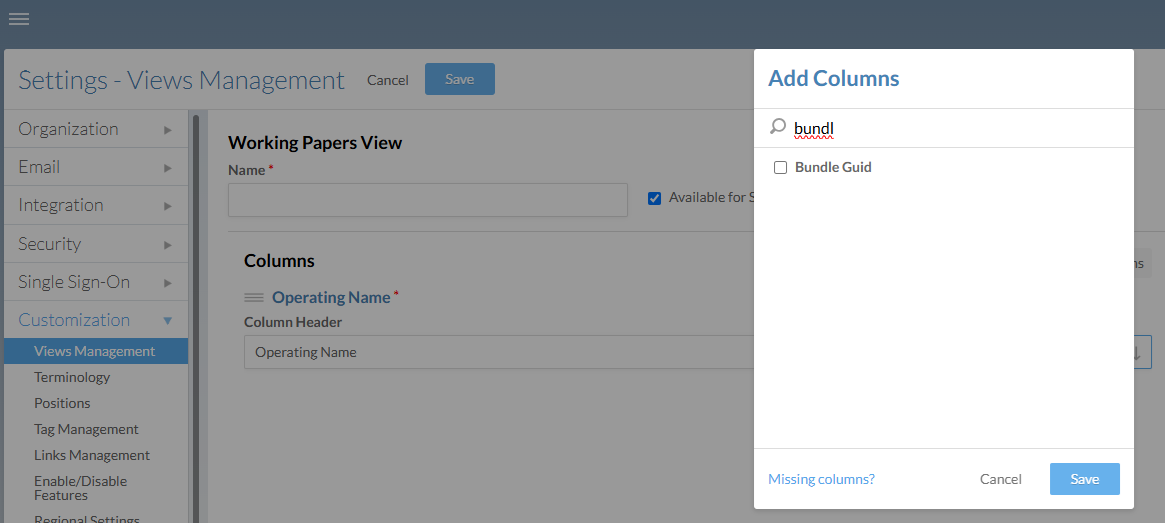 Settings - Views Management
Cancel
Save
Organization
Email
Integration
Security
Single Sign-On
Customization
Views Management
Terminology
Positions
Tag Management
Links Management
Enable/Disable
Features
Regional Settings
Working Papers View
Name *
Available for S
Columns
Operating Name *
Column Header
Operating Name
ns
Add Columns
bundl
Bundle Guid
Missing columns?
Cancel
Save